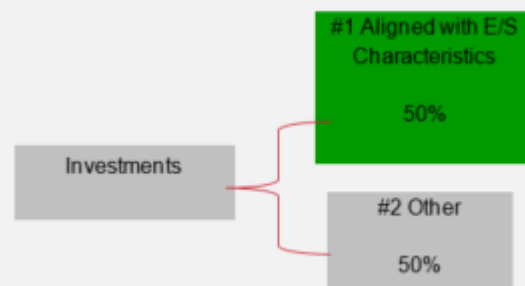 #1 Aligned with E/S
Characteristics
50%
Investments
#2 Other
50%